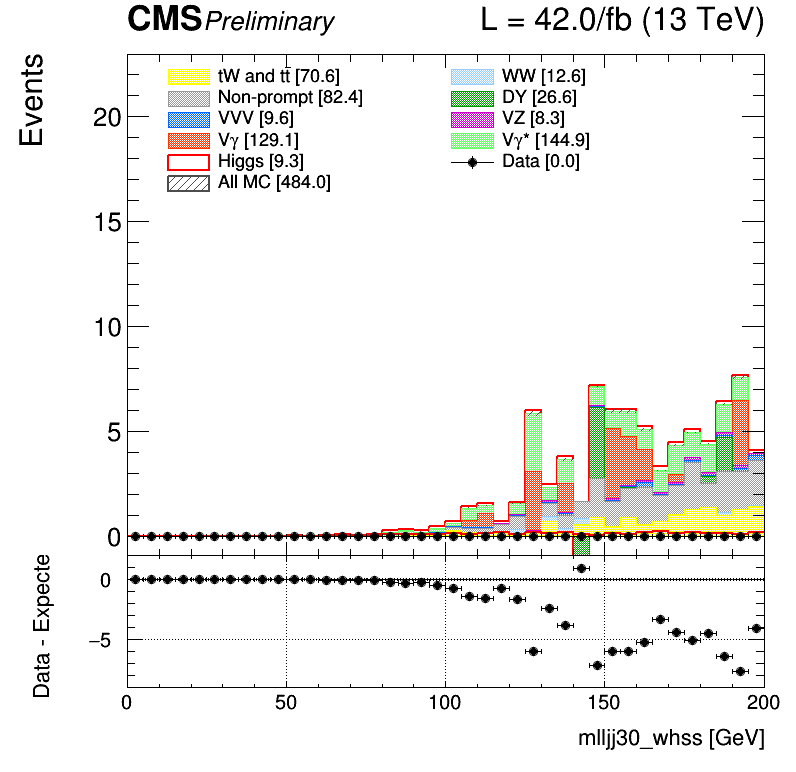 CMS Preliminary L = 42.0/fb (13 TeV)
Events
tW and tt̄ [70.6] WW [12.6]
Non-prompt [82.4] DY [26.6]
VVV [9.6] VZ [8.3]
Vγ [129.1] Vγ* [144.9]
Higgs [9.3] Data [0.0]
All MC [484.0]
20
15
10
5
0
Data - Expecte
0
−5
0 50 100 150 200
mlljj30_whss [GeV]